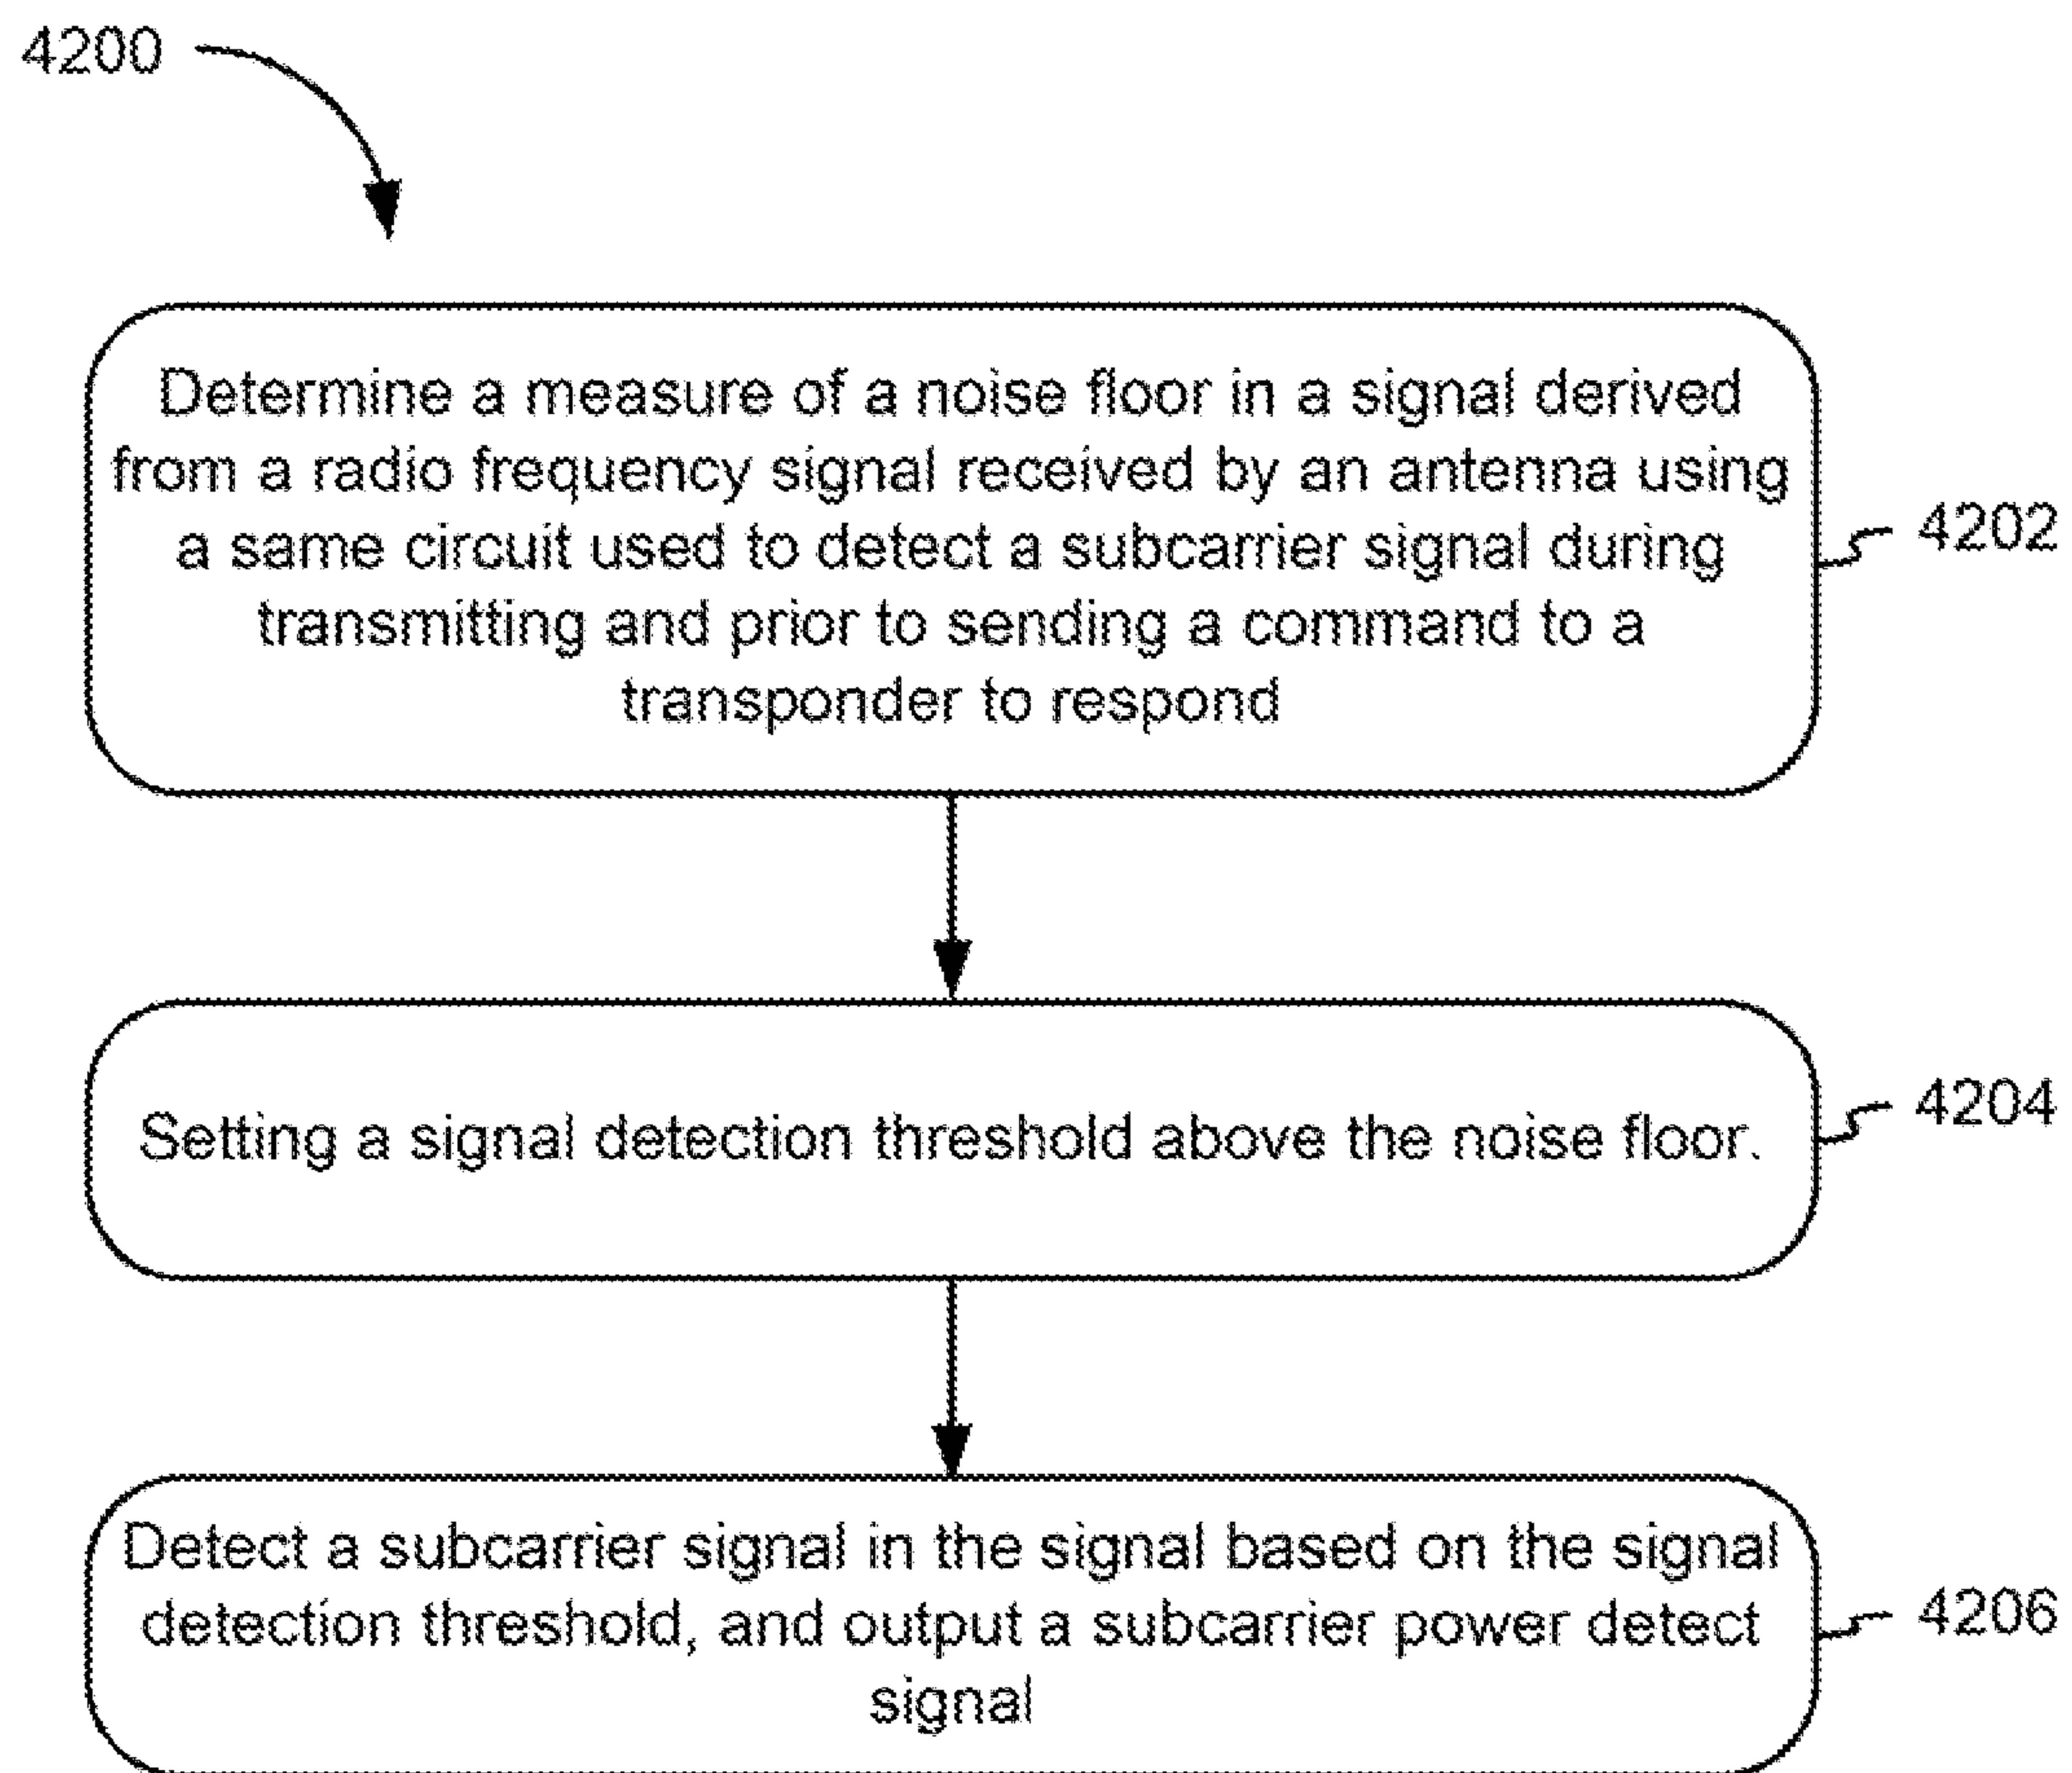 4200
Determine a measure of a noise floor in a signal derived
from a radio frequency signal received by an antenna using
a same circuit used to detect a subcarrier signal during
transmitting and prior to sending a command to a
transponder to respond
4202
Setting a signal detection threshold above the noise floor.
4204
Detect a subcarrier signal in the signal based on the signal
detection threshold, and output a subcarrier power detect
signal
4206